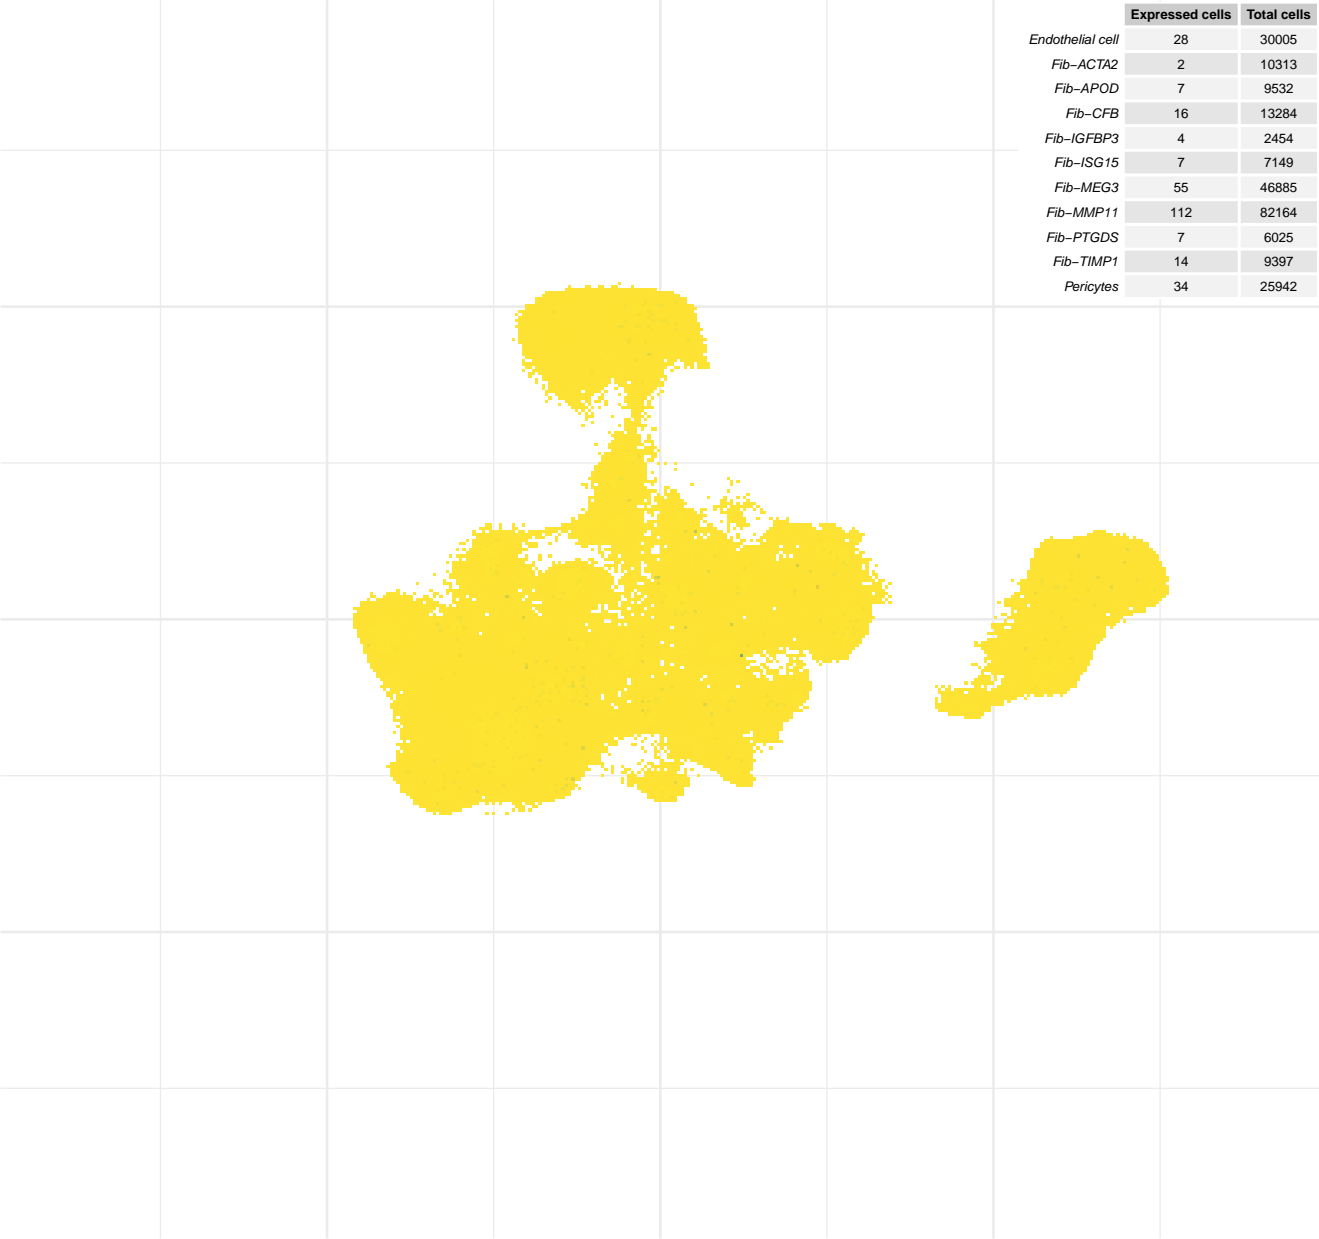 Expressed cells Total cells
Endothelial cell 28 30005
Fib−ACTA2 2 10313
Fib−APOD 7 9532
Fib−CFB 16 13284
Fib−IGFBP3 4 2454
Fib−ISG15 7 7149
Fib−MEG3 55 46885
Fib−MMP11 112 82164
Fib−PTGDS 7 6025
Fib−TIMP1 14 9397
Pericytes 34 25942